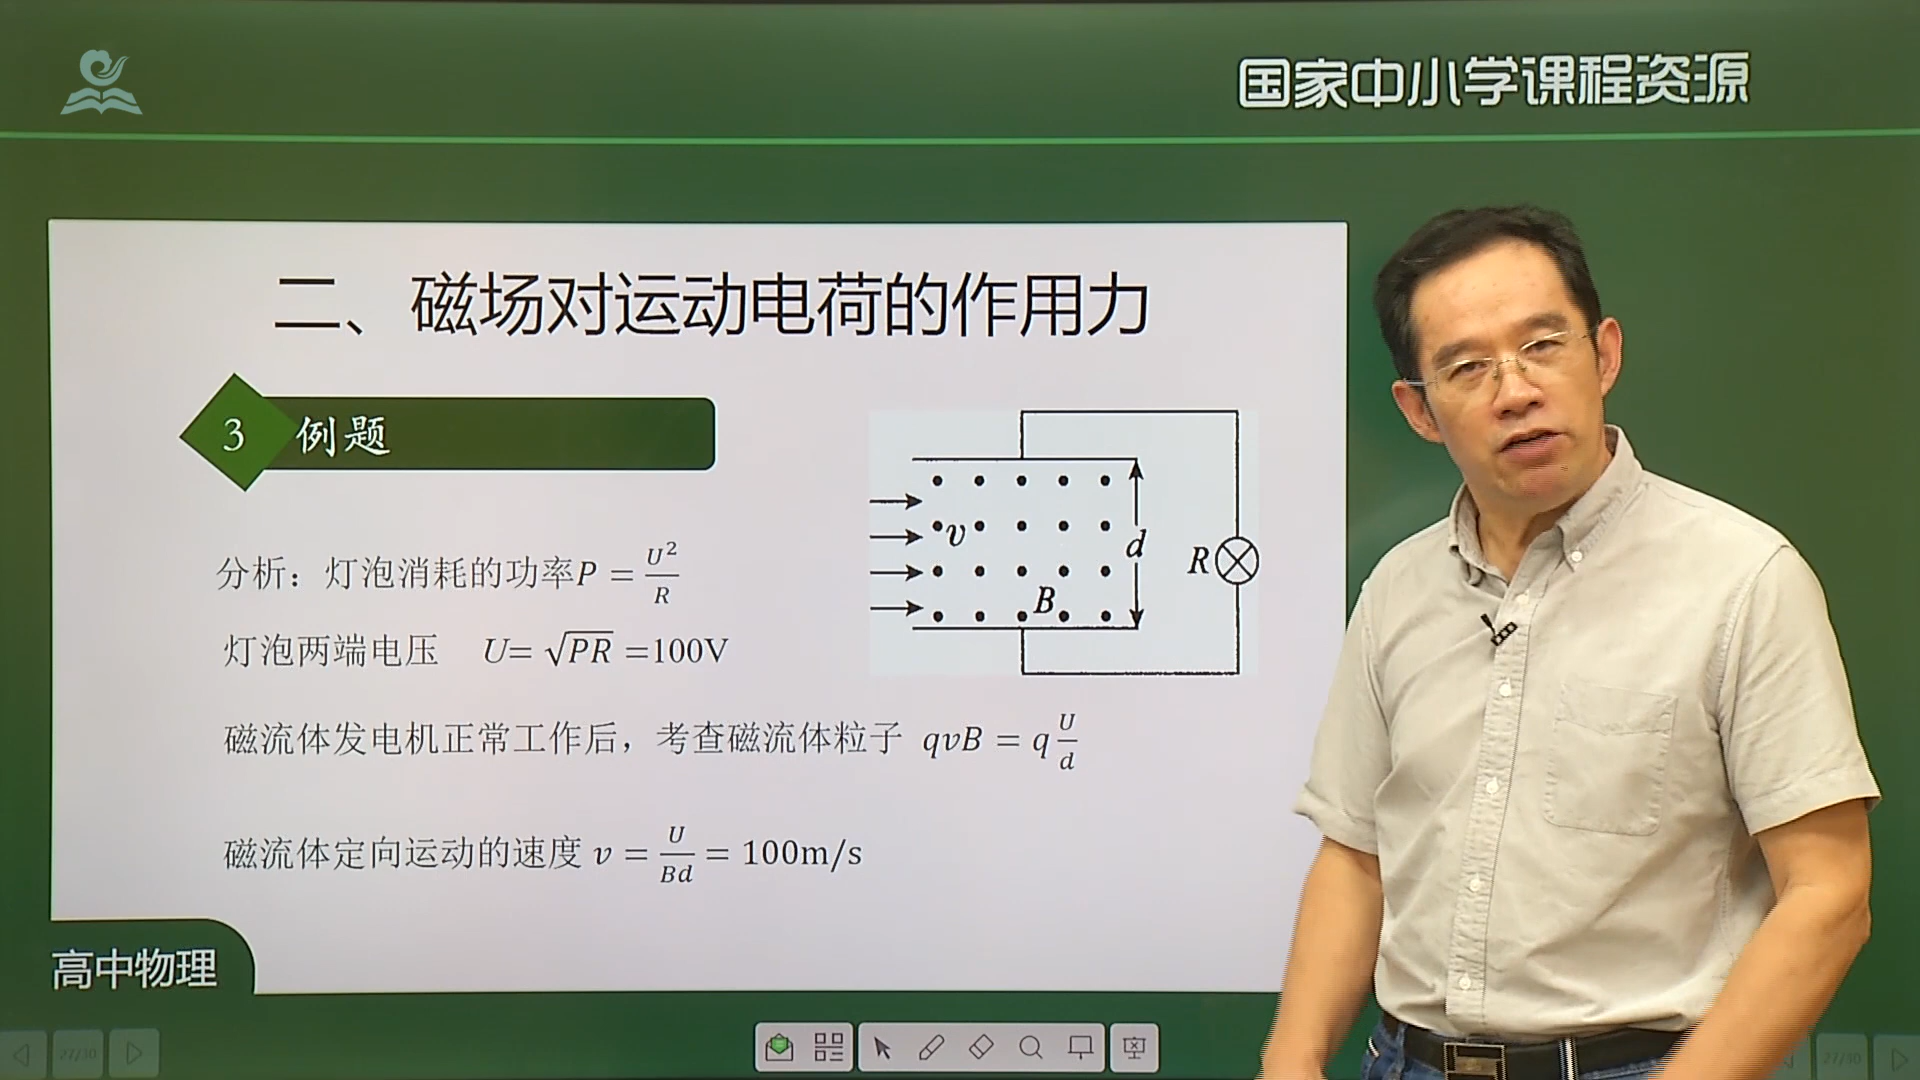 国家中小学课程资源
二、磁场对运动电荷的作用力
3 例题
分析：灯泡消耗的功率P = U²/R
灯泡两端电压 U= √PR =100V
磁流体发电机正常工作后，考查磁流体粒子 qvB = q U/d
磁流体定向运动的速度 v = U/Bd = 100m/s
v
d
B
R
高中物理
27/30
27/30